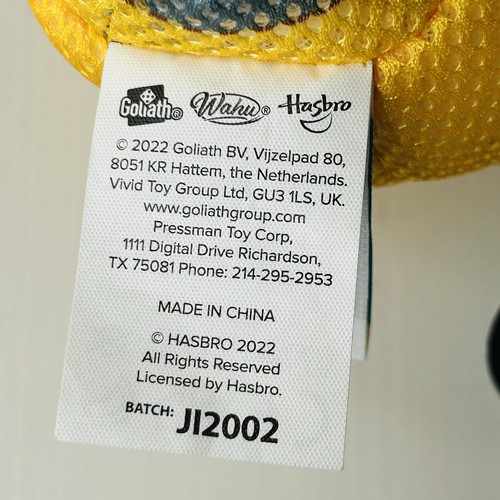 Goliath® Wahu® Hasbro
© 2022 Goliath BV, Vijzelpad 80,
8051 KR Hattem, the Netherlands.
Vivid Toy Group Ltd, GU3 1LS, UK.
www.goliathgroup.com
Pressman Toy Corp,
1111 Digital Drive Richardson,
TX 75081 Phone: 214-295-2953
MADE IN CHINA
© HASBRO 2022
All Rights Reserved
Licensed by Hasbro.
BATCH: JI2002